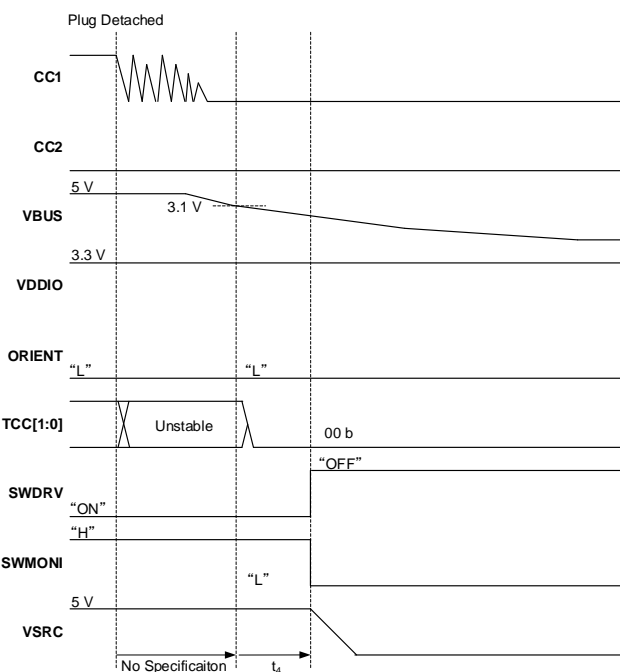 Plug Detached
CC1
CC2
5 V
3.1 V
VBUS
3.3 V
VDDIO
ORIENT
“L” “L”
TCC[1:0] Unstable 00 b
“OFF”
SWDRV
“ON”
“H”
SWMONI
“L”
5 V
VSRC
No Specificaiton t4